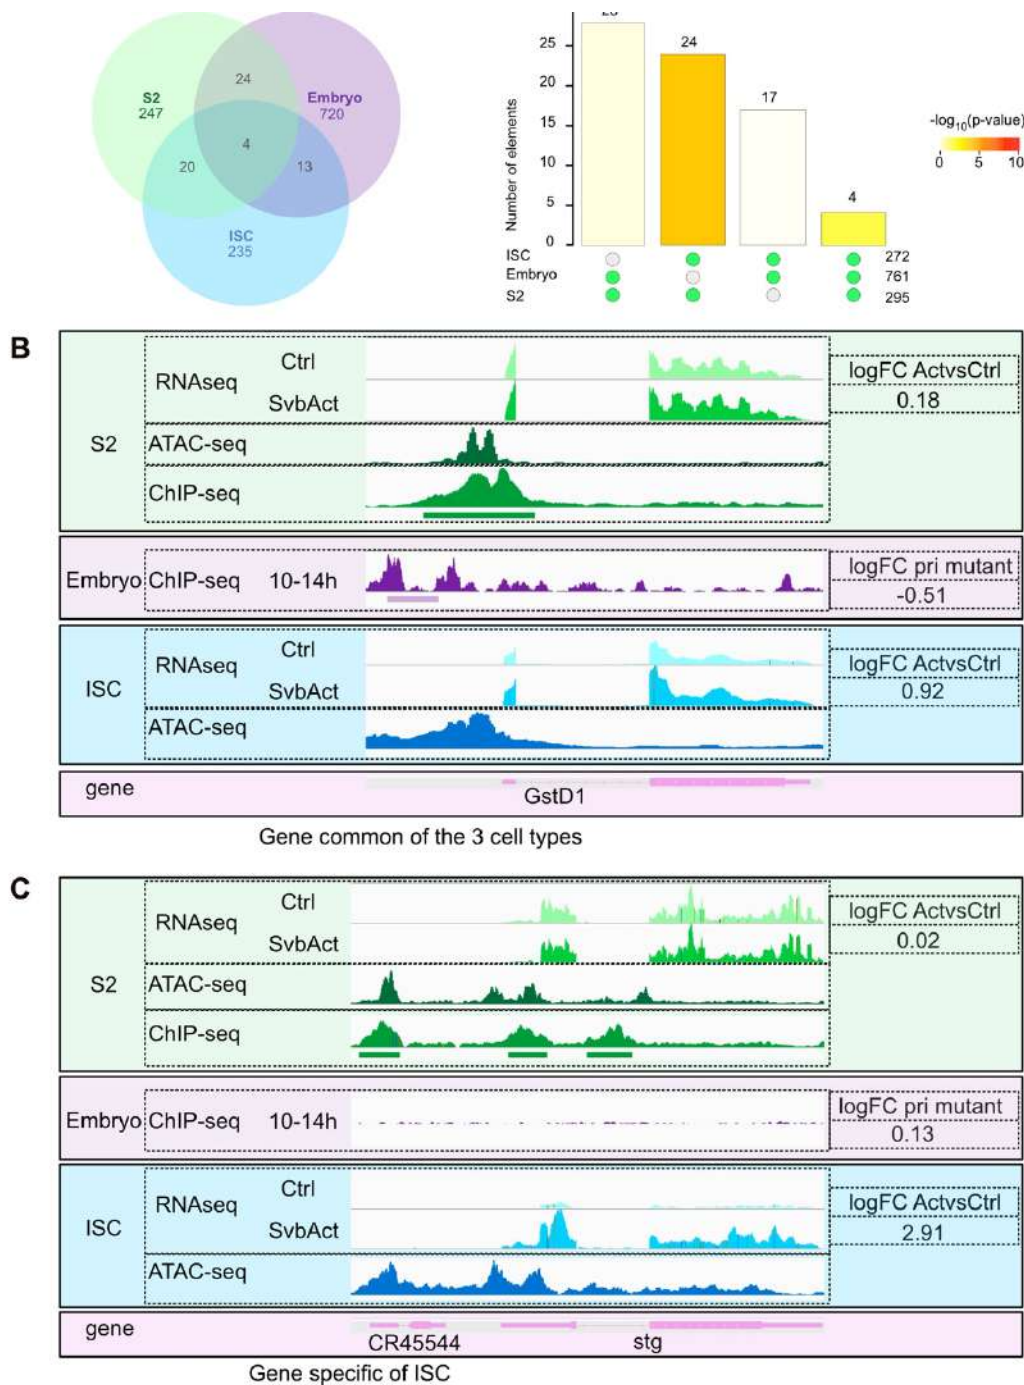 S2
247
24
Embryo
720
4
20
13
ISC
235
Number of elements
25
20
15
10
5
0
24
17
4
ISC
Embryo
S2
272
761
295
-log10(p-value)
0 5 10
B
S2
RNAseq
Ctrl
SvbAct
ATAC-seq
ChIP-seq
logFC ActvsCtrl
0.18
Embryo
ChIP-seq
10-14h
logFC pri mutant
-0.51
ISC
RNAseq
Ctrl
SvbAct
ATAC-seq
logFC ActvsCtrl
0.92
gene
GstD1
Gene common of the 3 cell types
C
S2
RNAseq
Ctrl
SvbAct
ATAC-seq
ChIP-seq
logFC ActvsCtrl
0.02
Embryo
ChIP-seq
10-14h
logFC pri mutant
0.13
ISC
RNAseq
Ctrl
SvbAct
ATAC-seq
logFC ActvsCtrl
2.91
gene
CR45544
stg
Gene specific of ISC